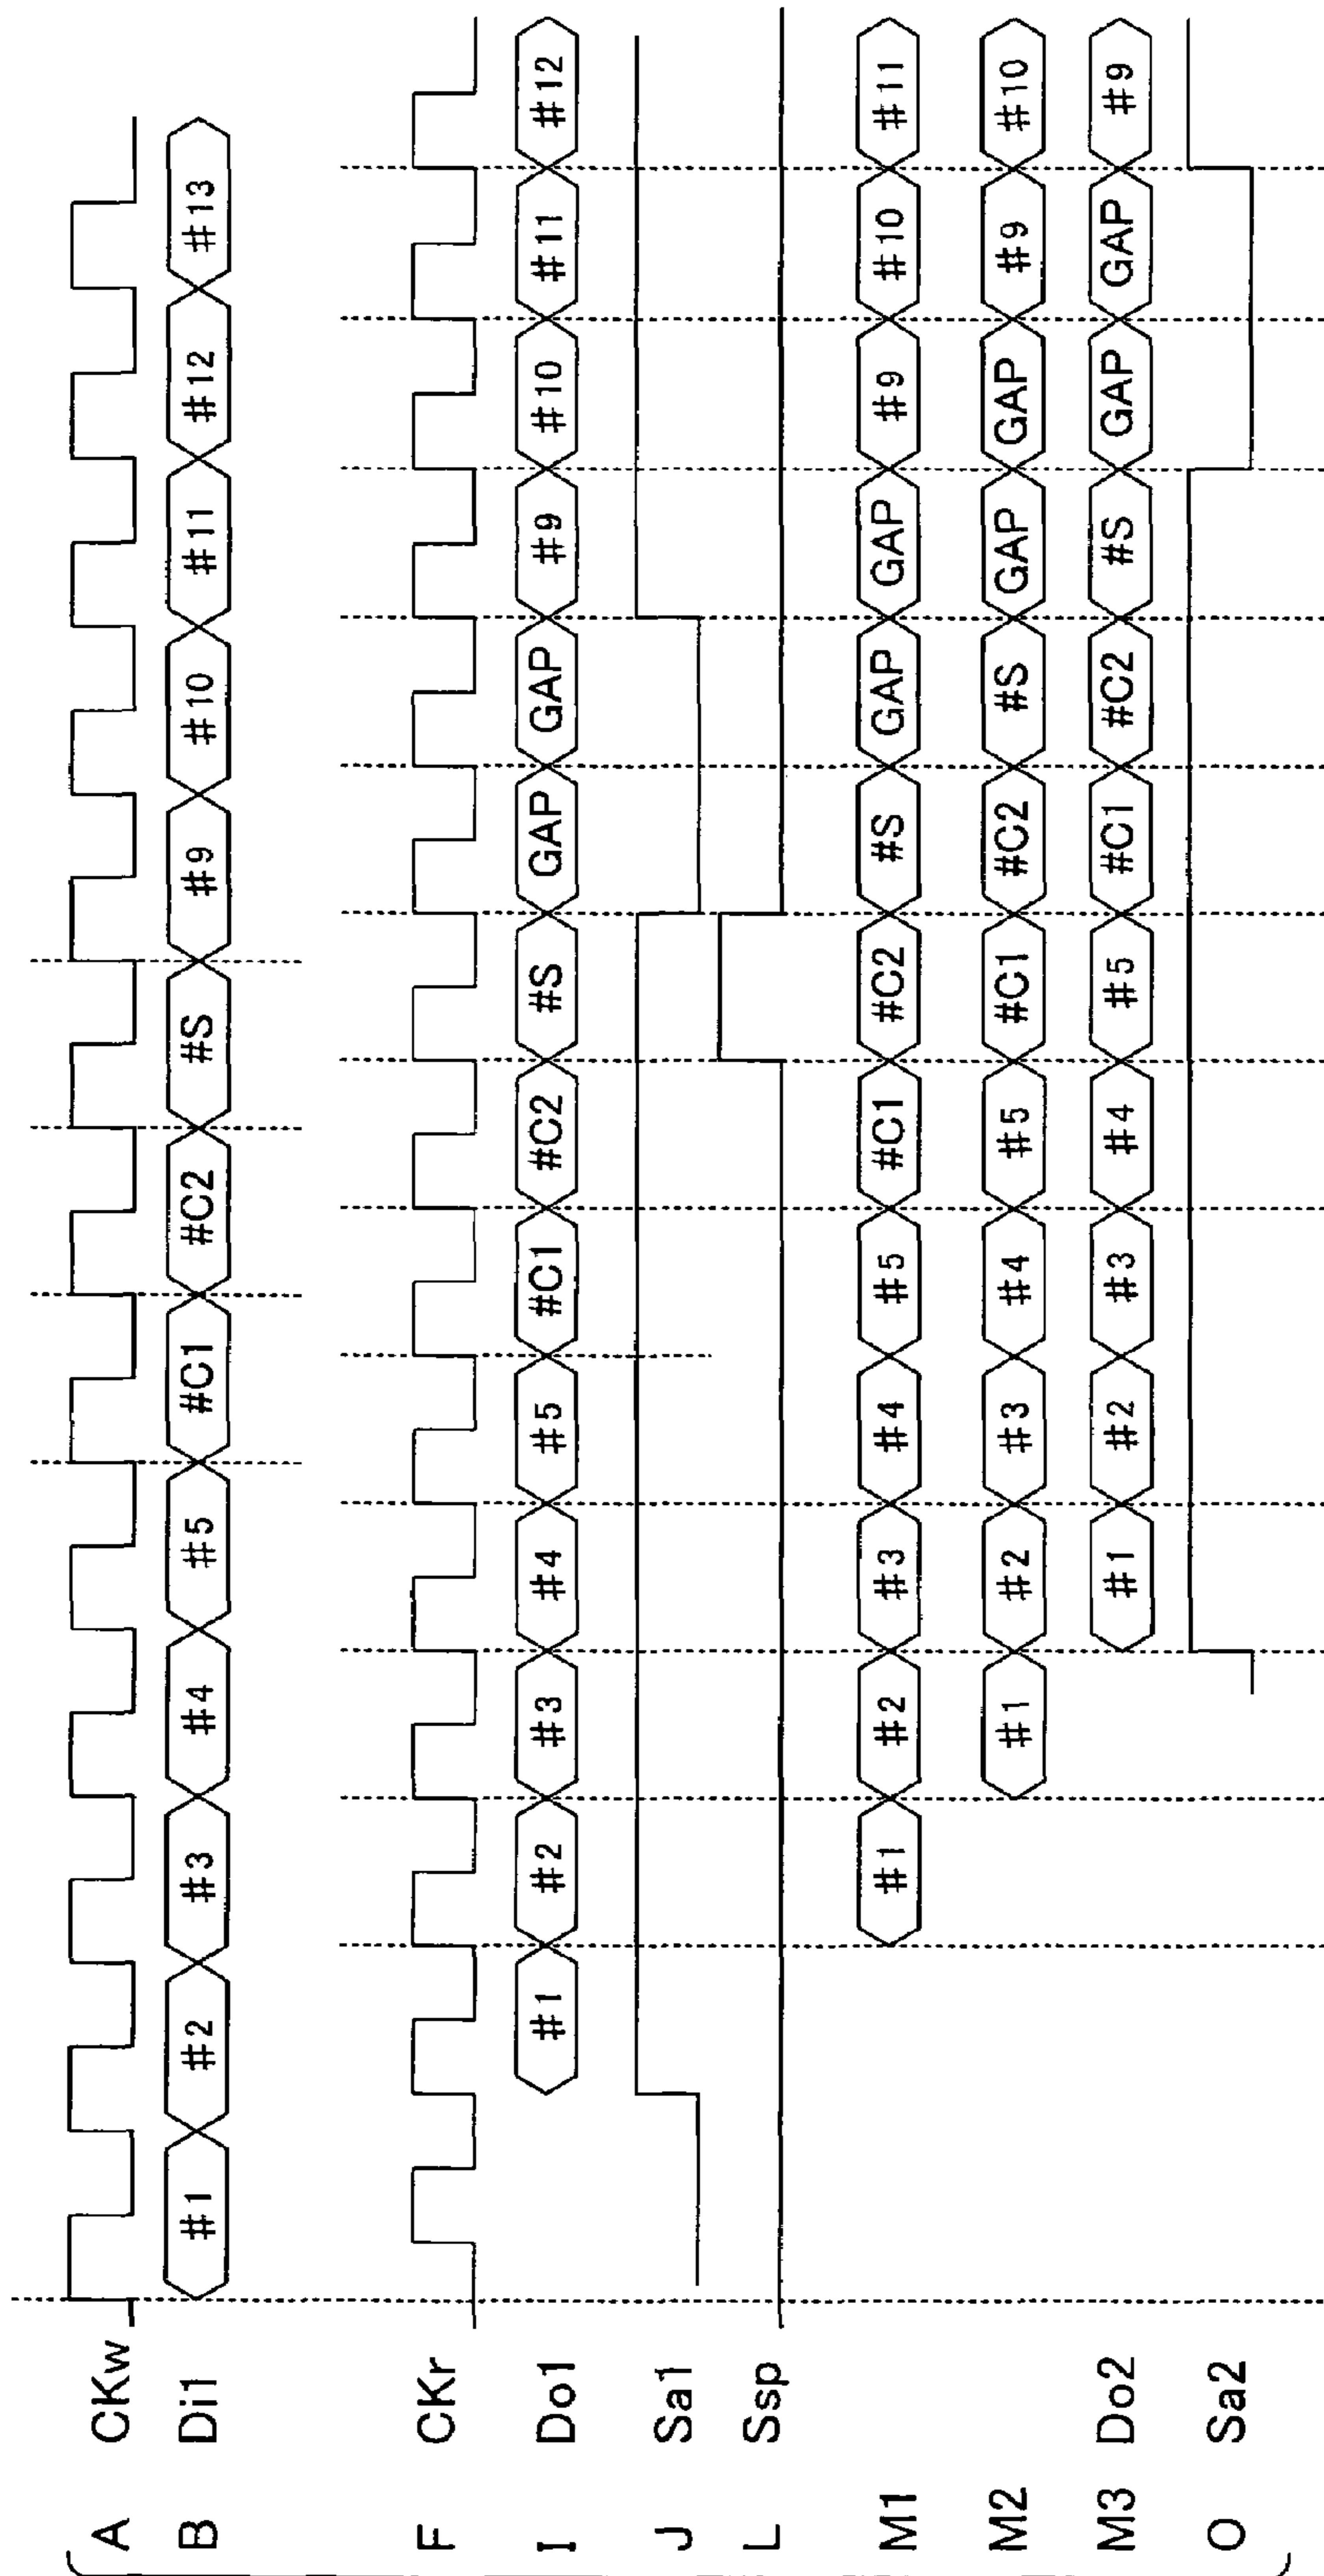 A CKw
B Di1 #1 #2 #3 #4 #5 #C1 #C2 #S #9 #10 #11 #12 #13
F CKr
I Do1 #1 #2 #3 #4 #5 #C1 #C2 #S GAP GAP #9 #10 #11 #12
J Sa1
L Ssp
M1 #1 #2 #3 #4 #5 #C1 #C2 #S GAP GAP #9 #10 #11
M2 #1 #2 #3 #4 #5 #C1 #C2 #S GAP GAP #9 #10
M3 Do2 #1 #2 #3 #4 #5 #C1 #C2 #S GAP GAP #9
O Sa2